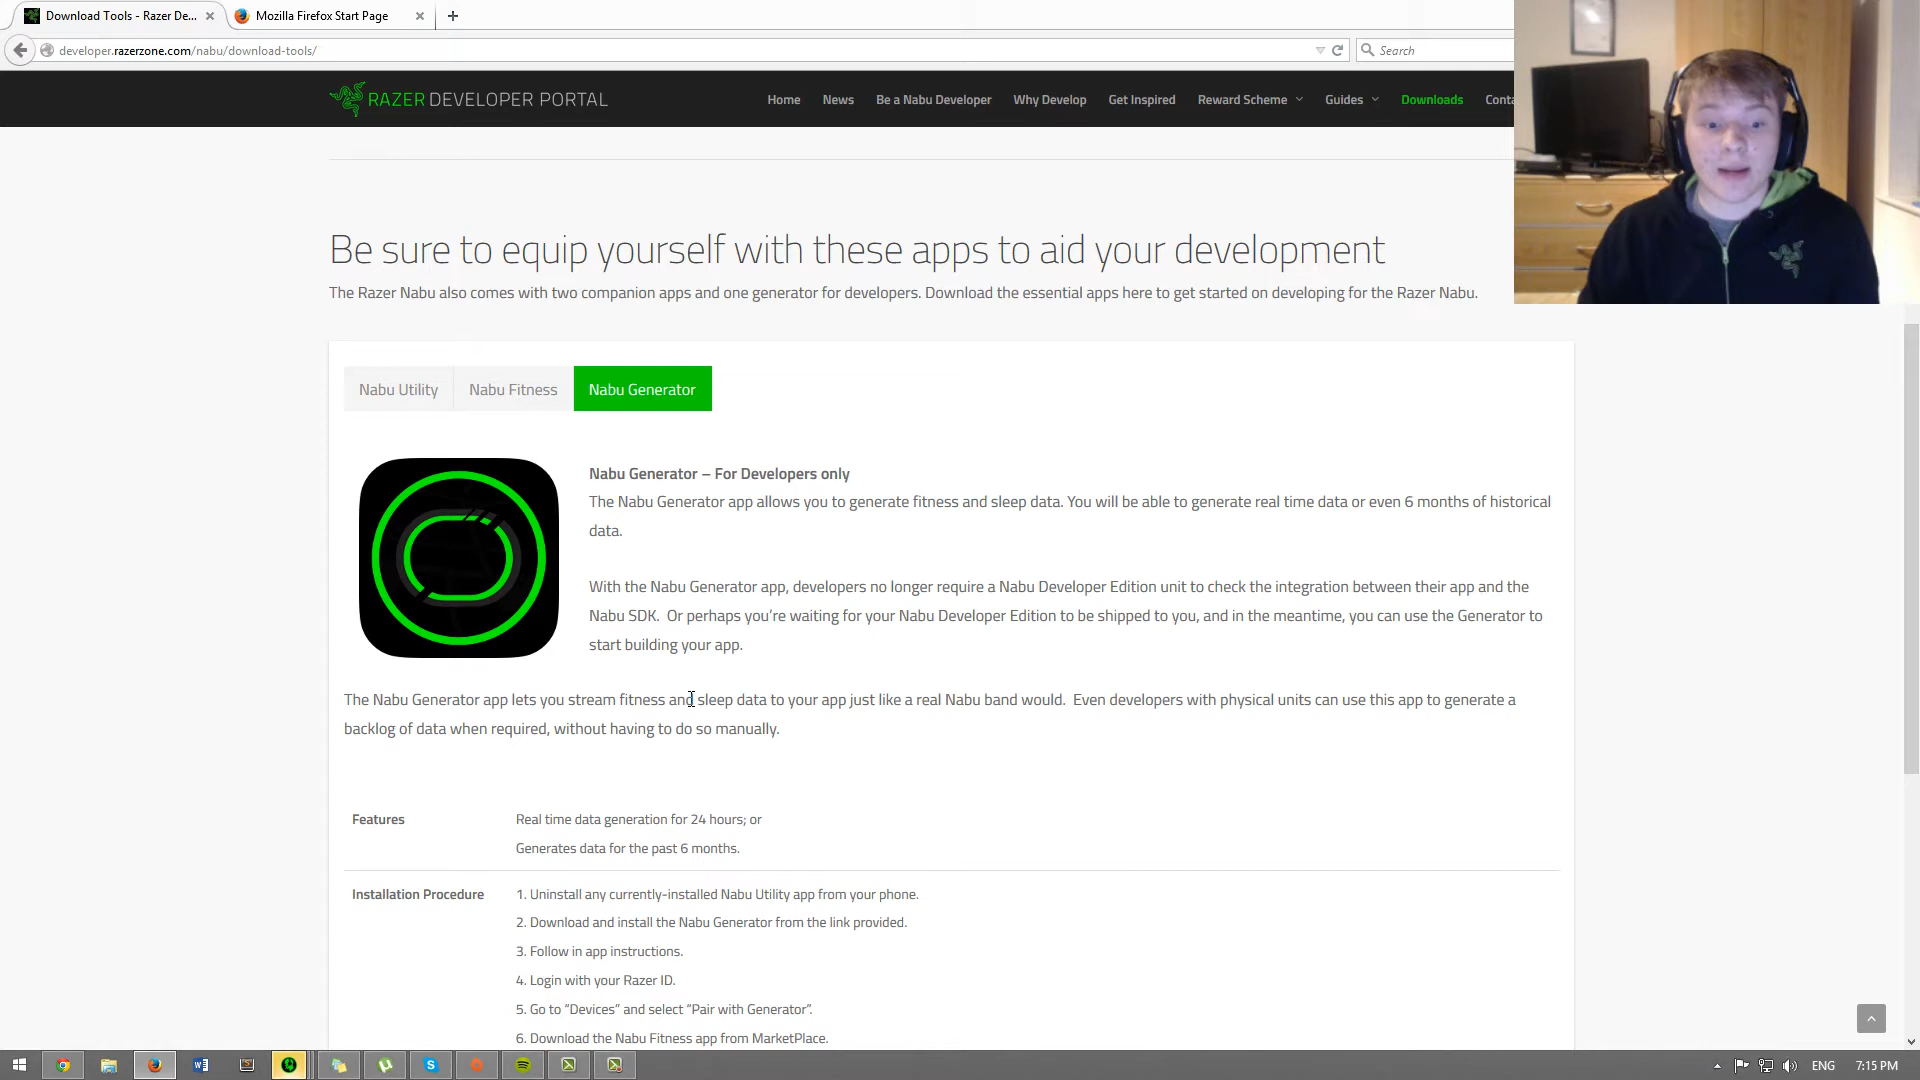 Download Tools - Razer De...
Mozilla Firefox Start Page
developer.razerzone.com/nabu/download-tools/
Search
RAZER DEVELOPER PORTAL
Home News Be a Nabu Developer Why Develop Get Inspired Reward Scheme Guides Downloads Conta
Be sure to equip yourself with these apps to aid your development
The Razer Nabu also comes with two companion apps and one generator for developers. Download the essential apps here to get started on developing for the Razer Nabu.
Nabu Utility Nabu Fitness Nabu Generator
Nabu Generator – For Developers only
The Nabu Generator app allows you to generate fitness and sleep data. You will be able to generate real time data or even 6 months of historical
data.
With the Nabu Generator app, developers no longer require a Nabu Developer Edition unit to check the integration between their app and the
Nabu SDK. Or perhaps you're waiting for your Nabu Developer Edition to be shipped to you, and in the meantime, you can use the Generator to
start building your app.
The Nabu Generator app lets you stream fitness and sleep data to your app just like a real Nabu band would. Even developers with physical units can use this app to generate a
backlog of data when required, without having to do so manually.
Features
Real time data generation for 24 hours; or
Generates data for the past 6 months.
Installation Procedure
1. Uninstall any currently-installed Nabu Utility app from your phone.
2. Download and install the Nabu Generator from the link provided.
3. Follow in app instructions.
4. Login with your Razer ID.
5. Go to "Devices" and select "Pair with Generator".
6. Download the Nabu Fitness app from MarketPlace.
ENG 7:15 PM